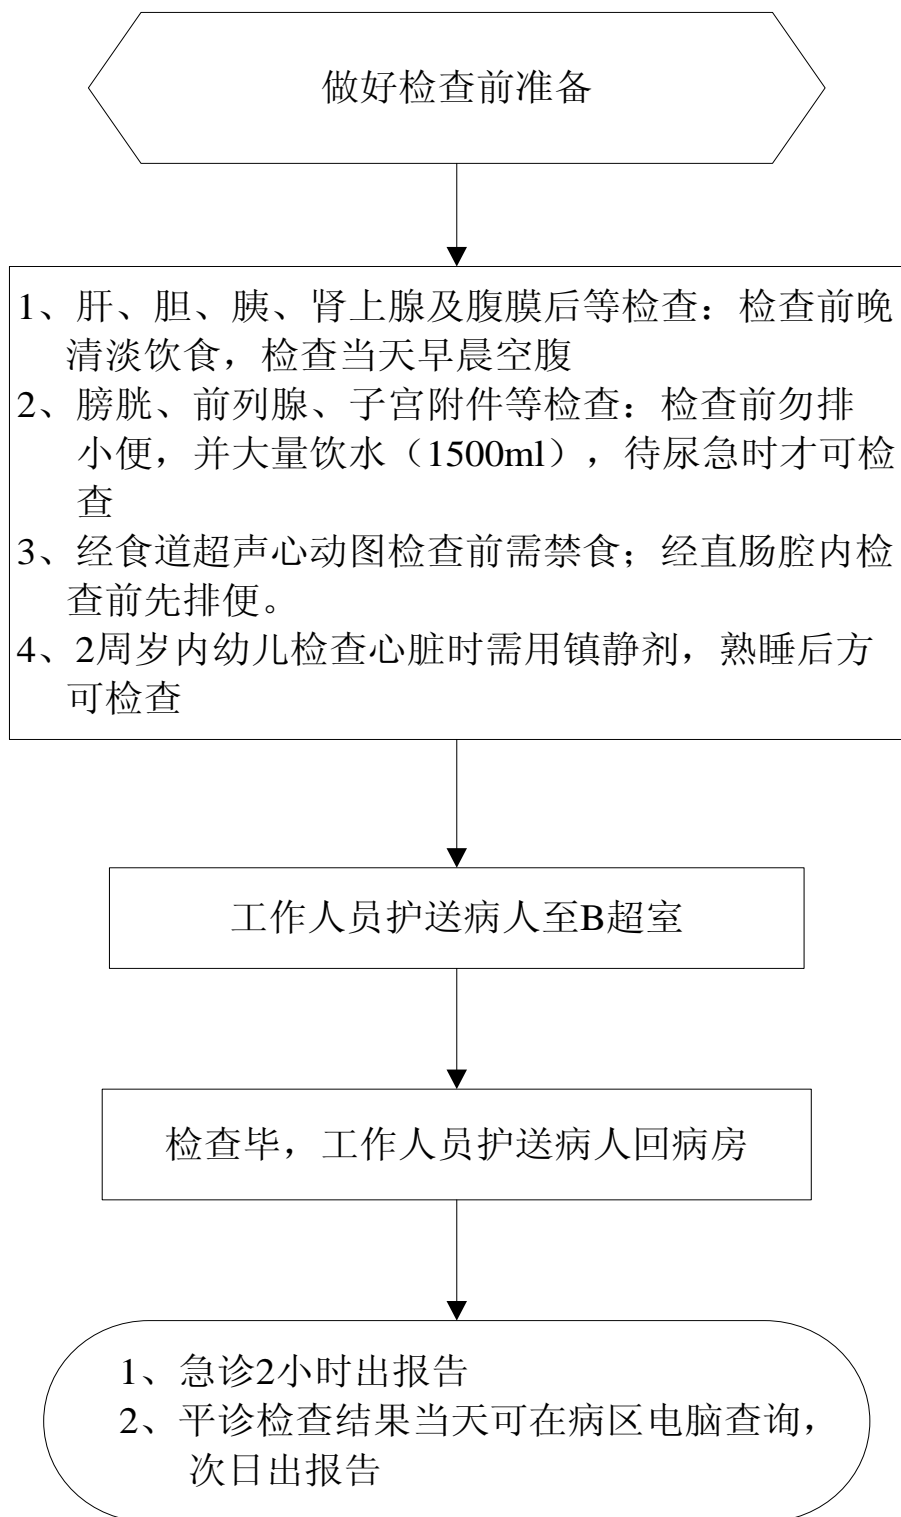 做好检查前准备
1、肝、胆、胰、肾上腺及腹膜后等检查：检查前晚
清淡饮食，检查当天早晨空腹
2、膀胱、前列腺、子宫附件等检查：检查前勿排
小便，并大量饮水（1500ml），待尿急时才可检
查
3、经食道超声心动图检查前需禁食；经直肠腔内检
查前先排便。
4、2周岁内幼儿检查心脏时需用镇静剂，熟睡后方
可检查
工作人员护送病人至B超室
检查毕，工作人员护送病人回病房
1、急诊2小时出报告
2、平诊检查结果当天可在病区电脑查询，
次日出报告